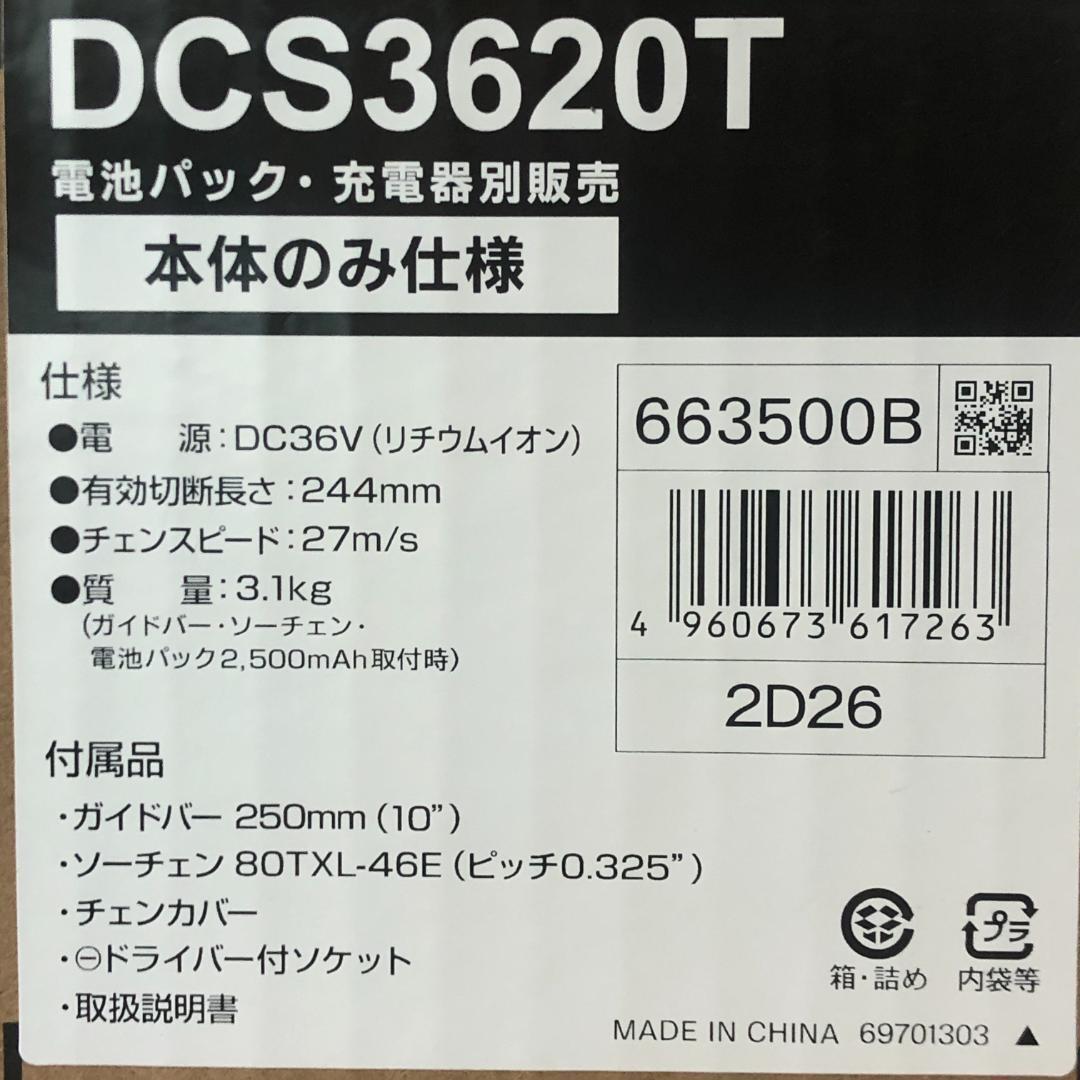 DCS3620T
電池パック・充電器別販売
本体のみ仕様
仕様
●電　源：DC36V（リチウムイオン）
●有効切断長さ：244mm
●チェンスピード：27m/s
●質　量：3.1kg
（ガイドバー・ソーチェン・
電池パック2,500mAh取付時）
663500B
4 960673 617263
2D26
付属品
・ガイドバー 250mm（10”）
・ソーチェン 80TXL-46E（ピッチ0.325”）
・チェンカバー
・⊖ドライバー付ソケット
・取扱説明書
プラ
箱・詰め 内袋等
MADE IN CHINA 69701303 ▲